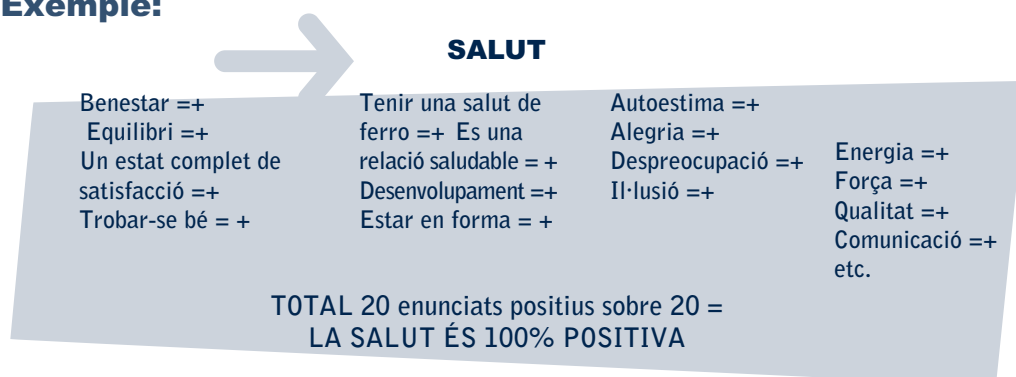 Exemple:
SALUT
Benestar =+
Equilibri =+
Un estat complet de
satisfacció =+
Trobar-se bé = +
Tenir una salut de
ferro =+ Es una
relació saludable = +
Desenvolupament =+
Estar en forma = +
Autoestima =+
Alegria =+
Despreocupació =+
Il·lusió =+
Energia =+
Força =+
Qualitat =+
Comunicació =+
etc.
TOTAL 20 enunciats positius sobre 20 =
LA SALUT ÉS 100% POSITIVA